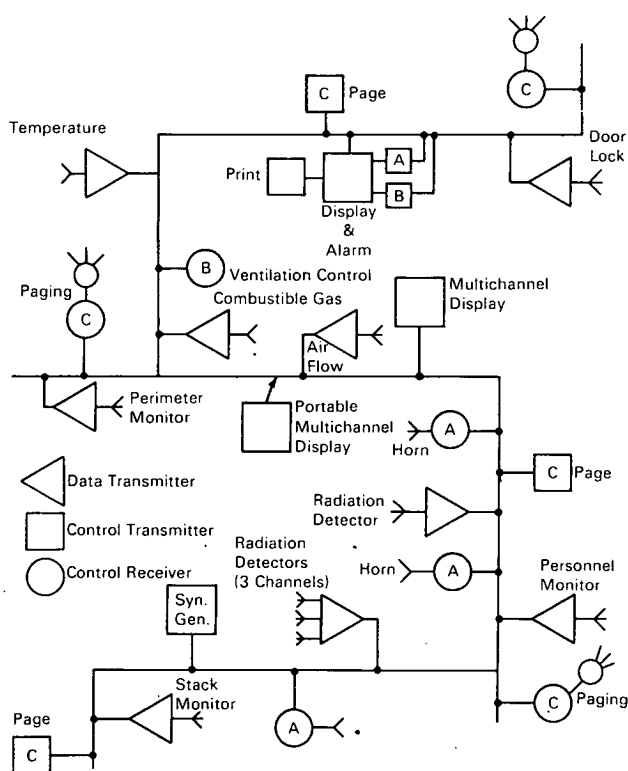 C
C
Page
Temperature
Door
Lock
A
Print
B
Display
&
Alarm
B
Ventilation Control
Multichannel
Display
Paging
Combustible Gas
C
Air
Flow
Perimeter
Monitor
Portable
Multichannel
Display
A
Horn
C
Page
Data Transmitter
Radiation
Detector
Control Transmitter
Radiation
Detectors
(3 Channels)
Horn
A
Personnel
Monitor
Control Receiver
Syn.
Gen.
Stack
Monitor
C
Paging
Page
A
C